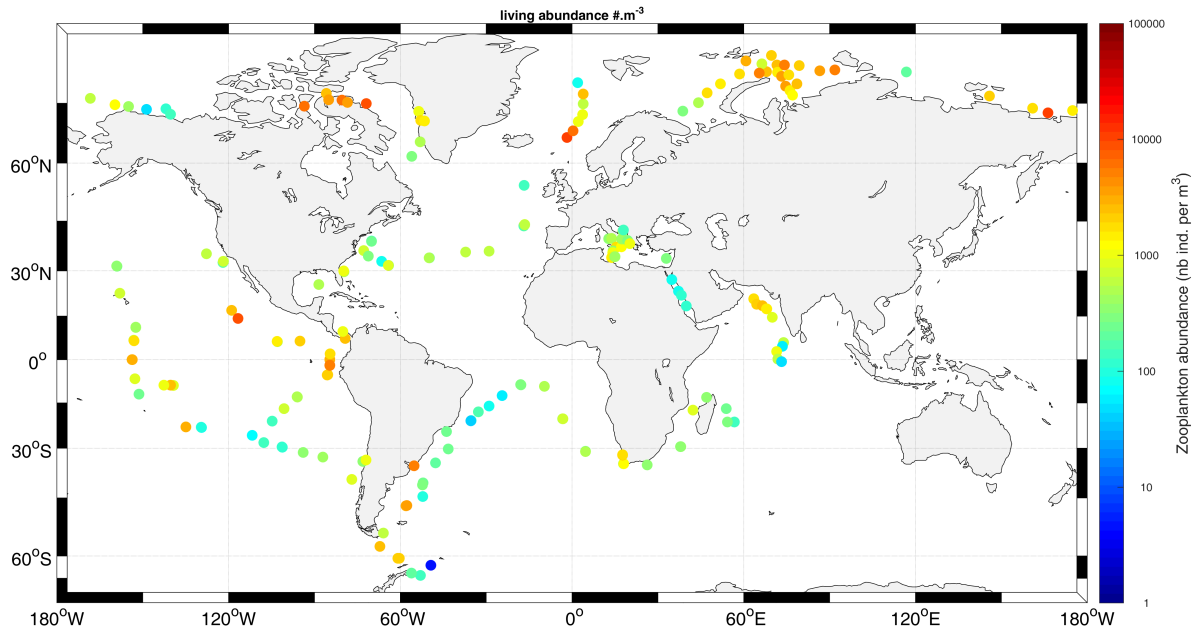 living abundance #.m⁻³
100000
10000
1000
100
10
1
Zooplankton abundance (nb ind. per m³)
60°N
30°N
0°
30°S
60°S
180°W 120°W 60°W 0° 60°E 120°E 180°W